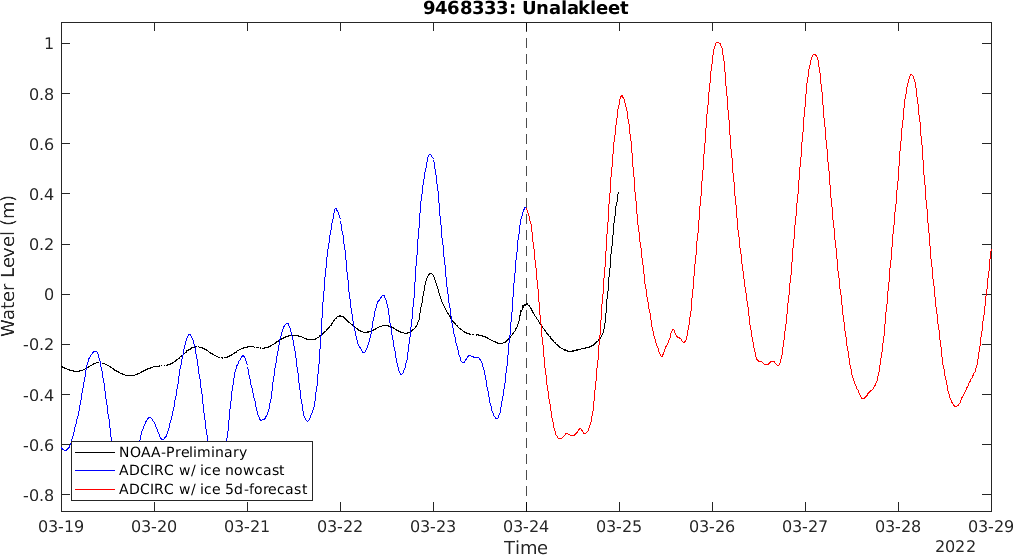 9468333: Unalakleet
Water Level (m)
1
0.8
0.6
0.4
0.2
0
-0.2
-0.4
-0.6
-0.8
NOAA-Preliminary
ADCIRC w/ ice nowcast
ADCIRC w/ ice 5d-forecast
03-19 03-20 03-21 03-22 03-23 03-24 03-25 03-26 03-27 03-28 03-29
Time
2022